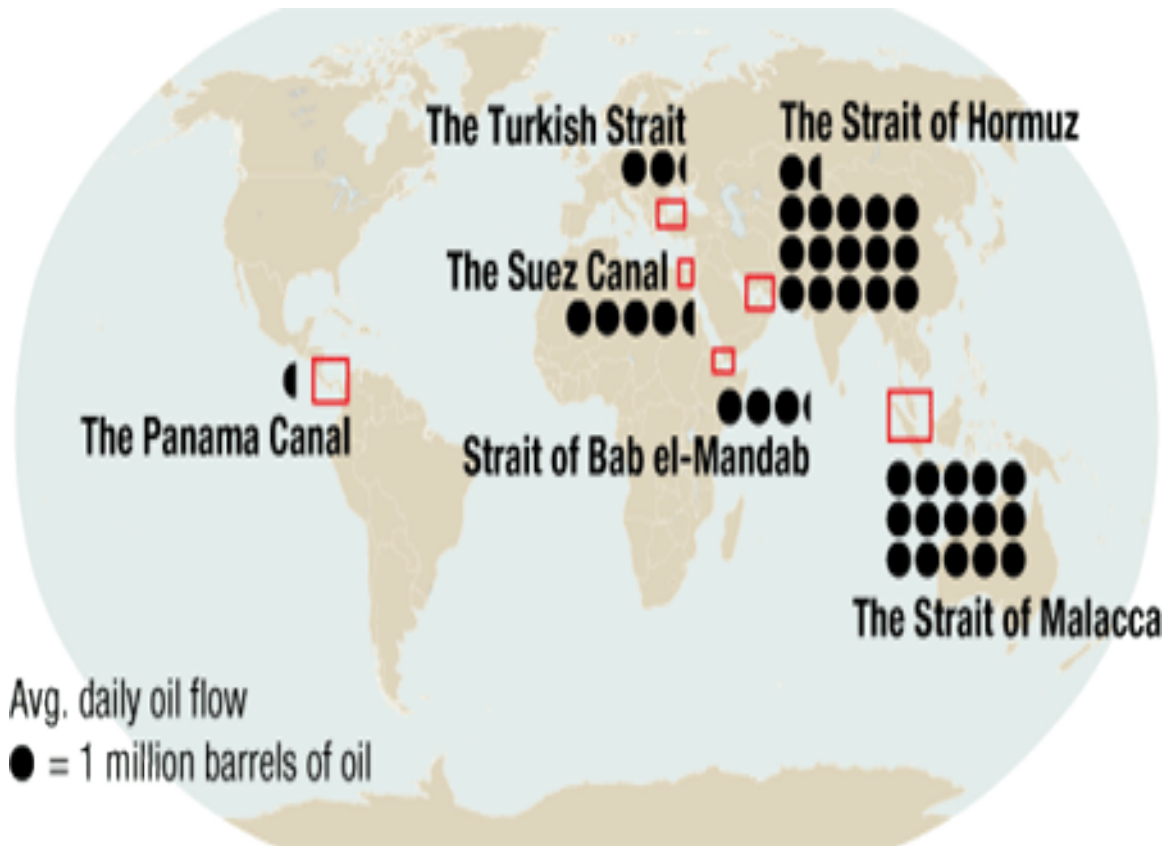 The Turkish Strait
The Strait of Hormuz
The Suez Canal
The Panama Canal
Strait of Bab el-Mandab
The Strait of Malacca
Avg. daily oil flow
= 1 million barrels of oil